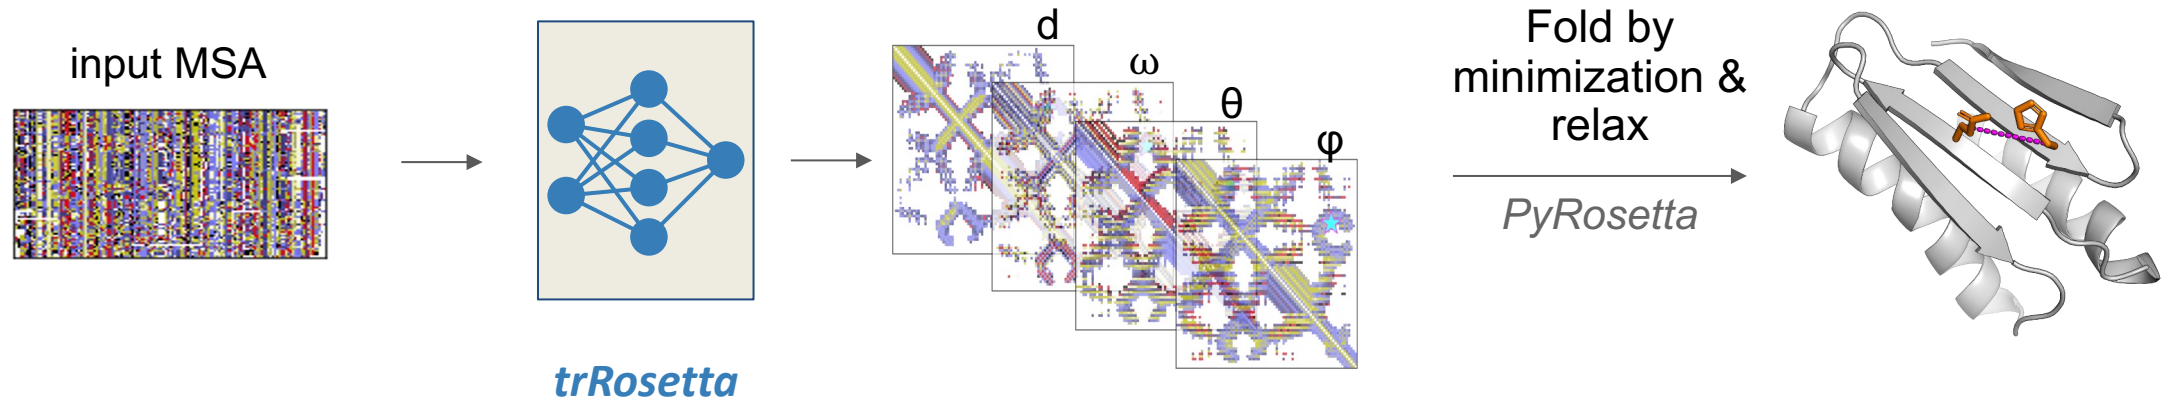 input MSA
trRosetta
d
ω
θ
φ
Fold by
minimization &
relax
PyRosetta